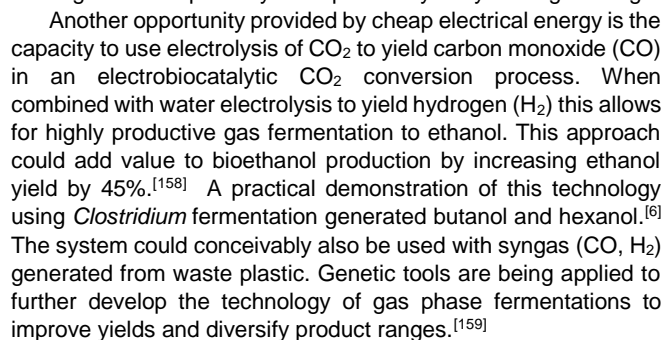 Another opportunity provided by cheap electrical energy is the
capacity to use electrolysis of CO₂ to yield carbon monoxide (CO)
in an electrobiocatalytic CO₂ conversion process. When
combined with water electrolysis to yield hydrogen (H₂) this allows
for highly productive gas fermentation to ethanol. This approach
could add value to bioethanol production by increasing ethanol
yield by 45%.[158] A practical demonstration of this technology
using Clostridium fermentation generated butanol and hexanol.[6]
The system could conceivably also be used with syngas (CO, H₂)
generated from waste plastic. Genetic tools are being applied to
further develop the technology of gas phase fermentations to
improve yields and diversify product ranges.[159]